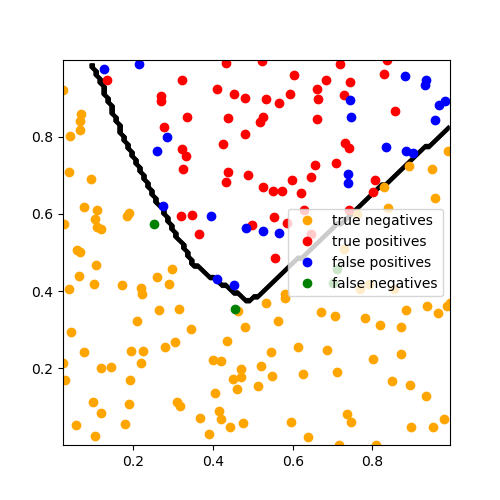 0.8
0.6
0.4
0.2
0.2 0.4 0.6 0.8
true negatives
true positives
false positives
false negatives